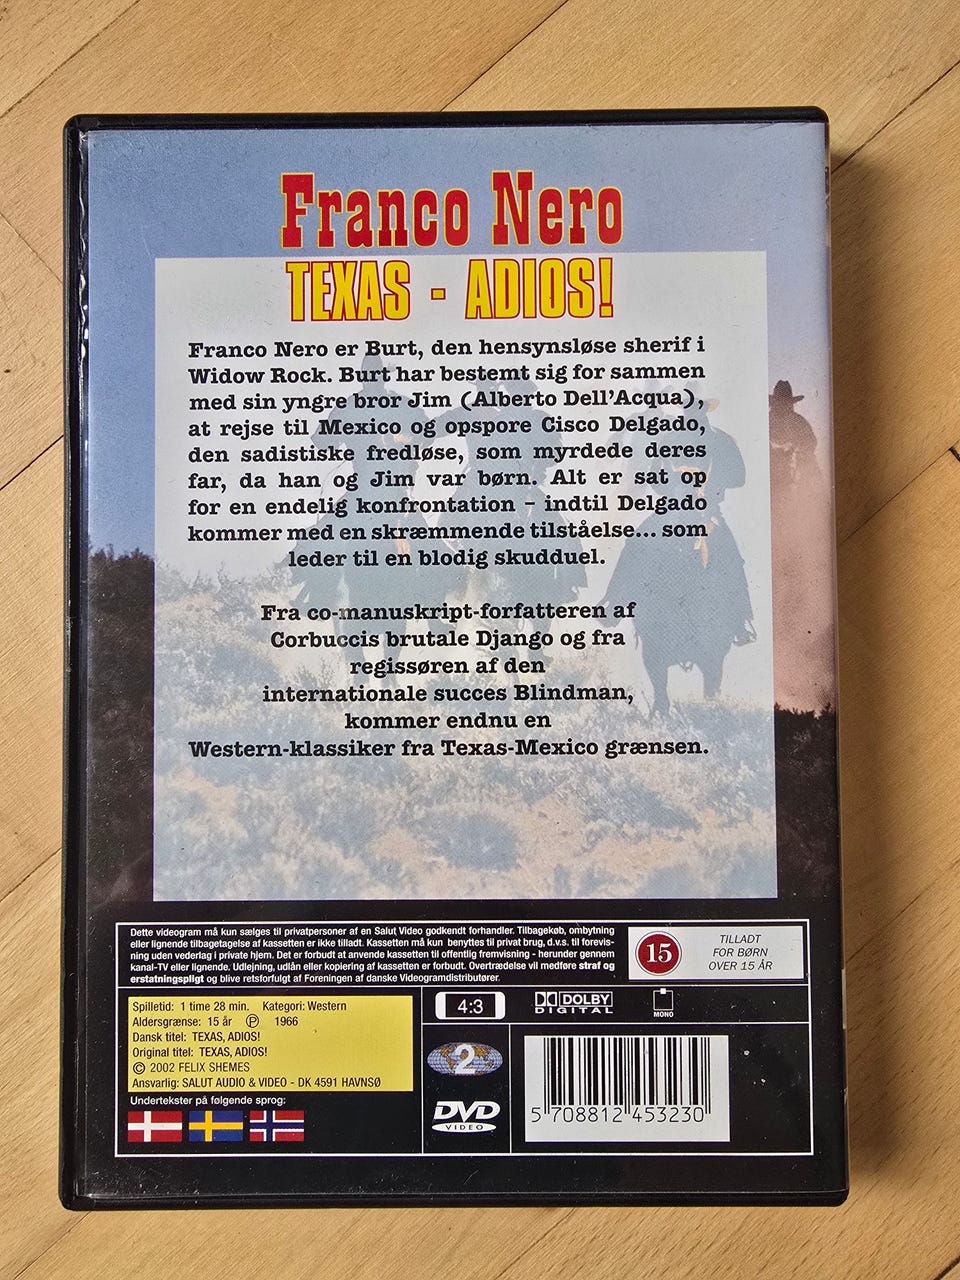 Franco Nero
TEXAS - ADIOS!
Franco Nero er Burt, den hensynsløse sherif i
Widow Rock. Burt har bestemt sig for sammen
med sin yngre bror Jim (Alberto Dell'Acqua),
at rejse til Mexico og opspore Cisco Delgado,
den sadistiske fredløse, som myrdede deres
far, da han og Jim var børn. Alt er sat op
for en endelig konfrontation – indtil Delgado
kommer med en skræmmende tilståelse... som
leder til en blodig skudduel.
Fra co-manuskript-forfatteren af
Corbuccis brutale Django og fra
regissøren af den
internationale succes Blindman,
kommer endnu en
Western-klassiker fra Texas-Mexico grænsen.
Dette videogram må kun sælges til privatpersoner af en Salut Video godkendt forhandler. Tilbagekøb, ombytning
eller lignende tilbagetagelse af kassetten er ikke tilladt. Kassetten må kun benyttes til privat brug, d.v.s. til forevis-
ning uden vederlag i private hjem. Det er forbudt at anvende kassetten til offentlig fremvisning - herunder gennem
kanal-TV eller lignende. Udlejning, udlån eller kopiering af kassetten er forbudt. Overtrædelse vil medføre straf og
erstatningspligt og blive retsforfulgt af Foreningen af danske Videogramdistributører.
15
TILLADT
FOR BØRN
OVER 15 ÅR
Spilletid: 1 time 28 min. Kategori: Western
Aldersgrænse: 15 år Ⓟ 1966
Dansk titel: TEXAS, ADIOS!
Original titel: TEXAS, ADIOS!
© 2002 FELIX SHEMES
Ansvarlig: SALUT AUDIO & VIDEO - DK 4591 HAVNSØ
Undertekster på følgende sprog:
4:3
DOLBY
DIGITAL
MONO
2
DVD
VIDEO
5 708812 453230